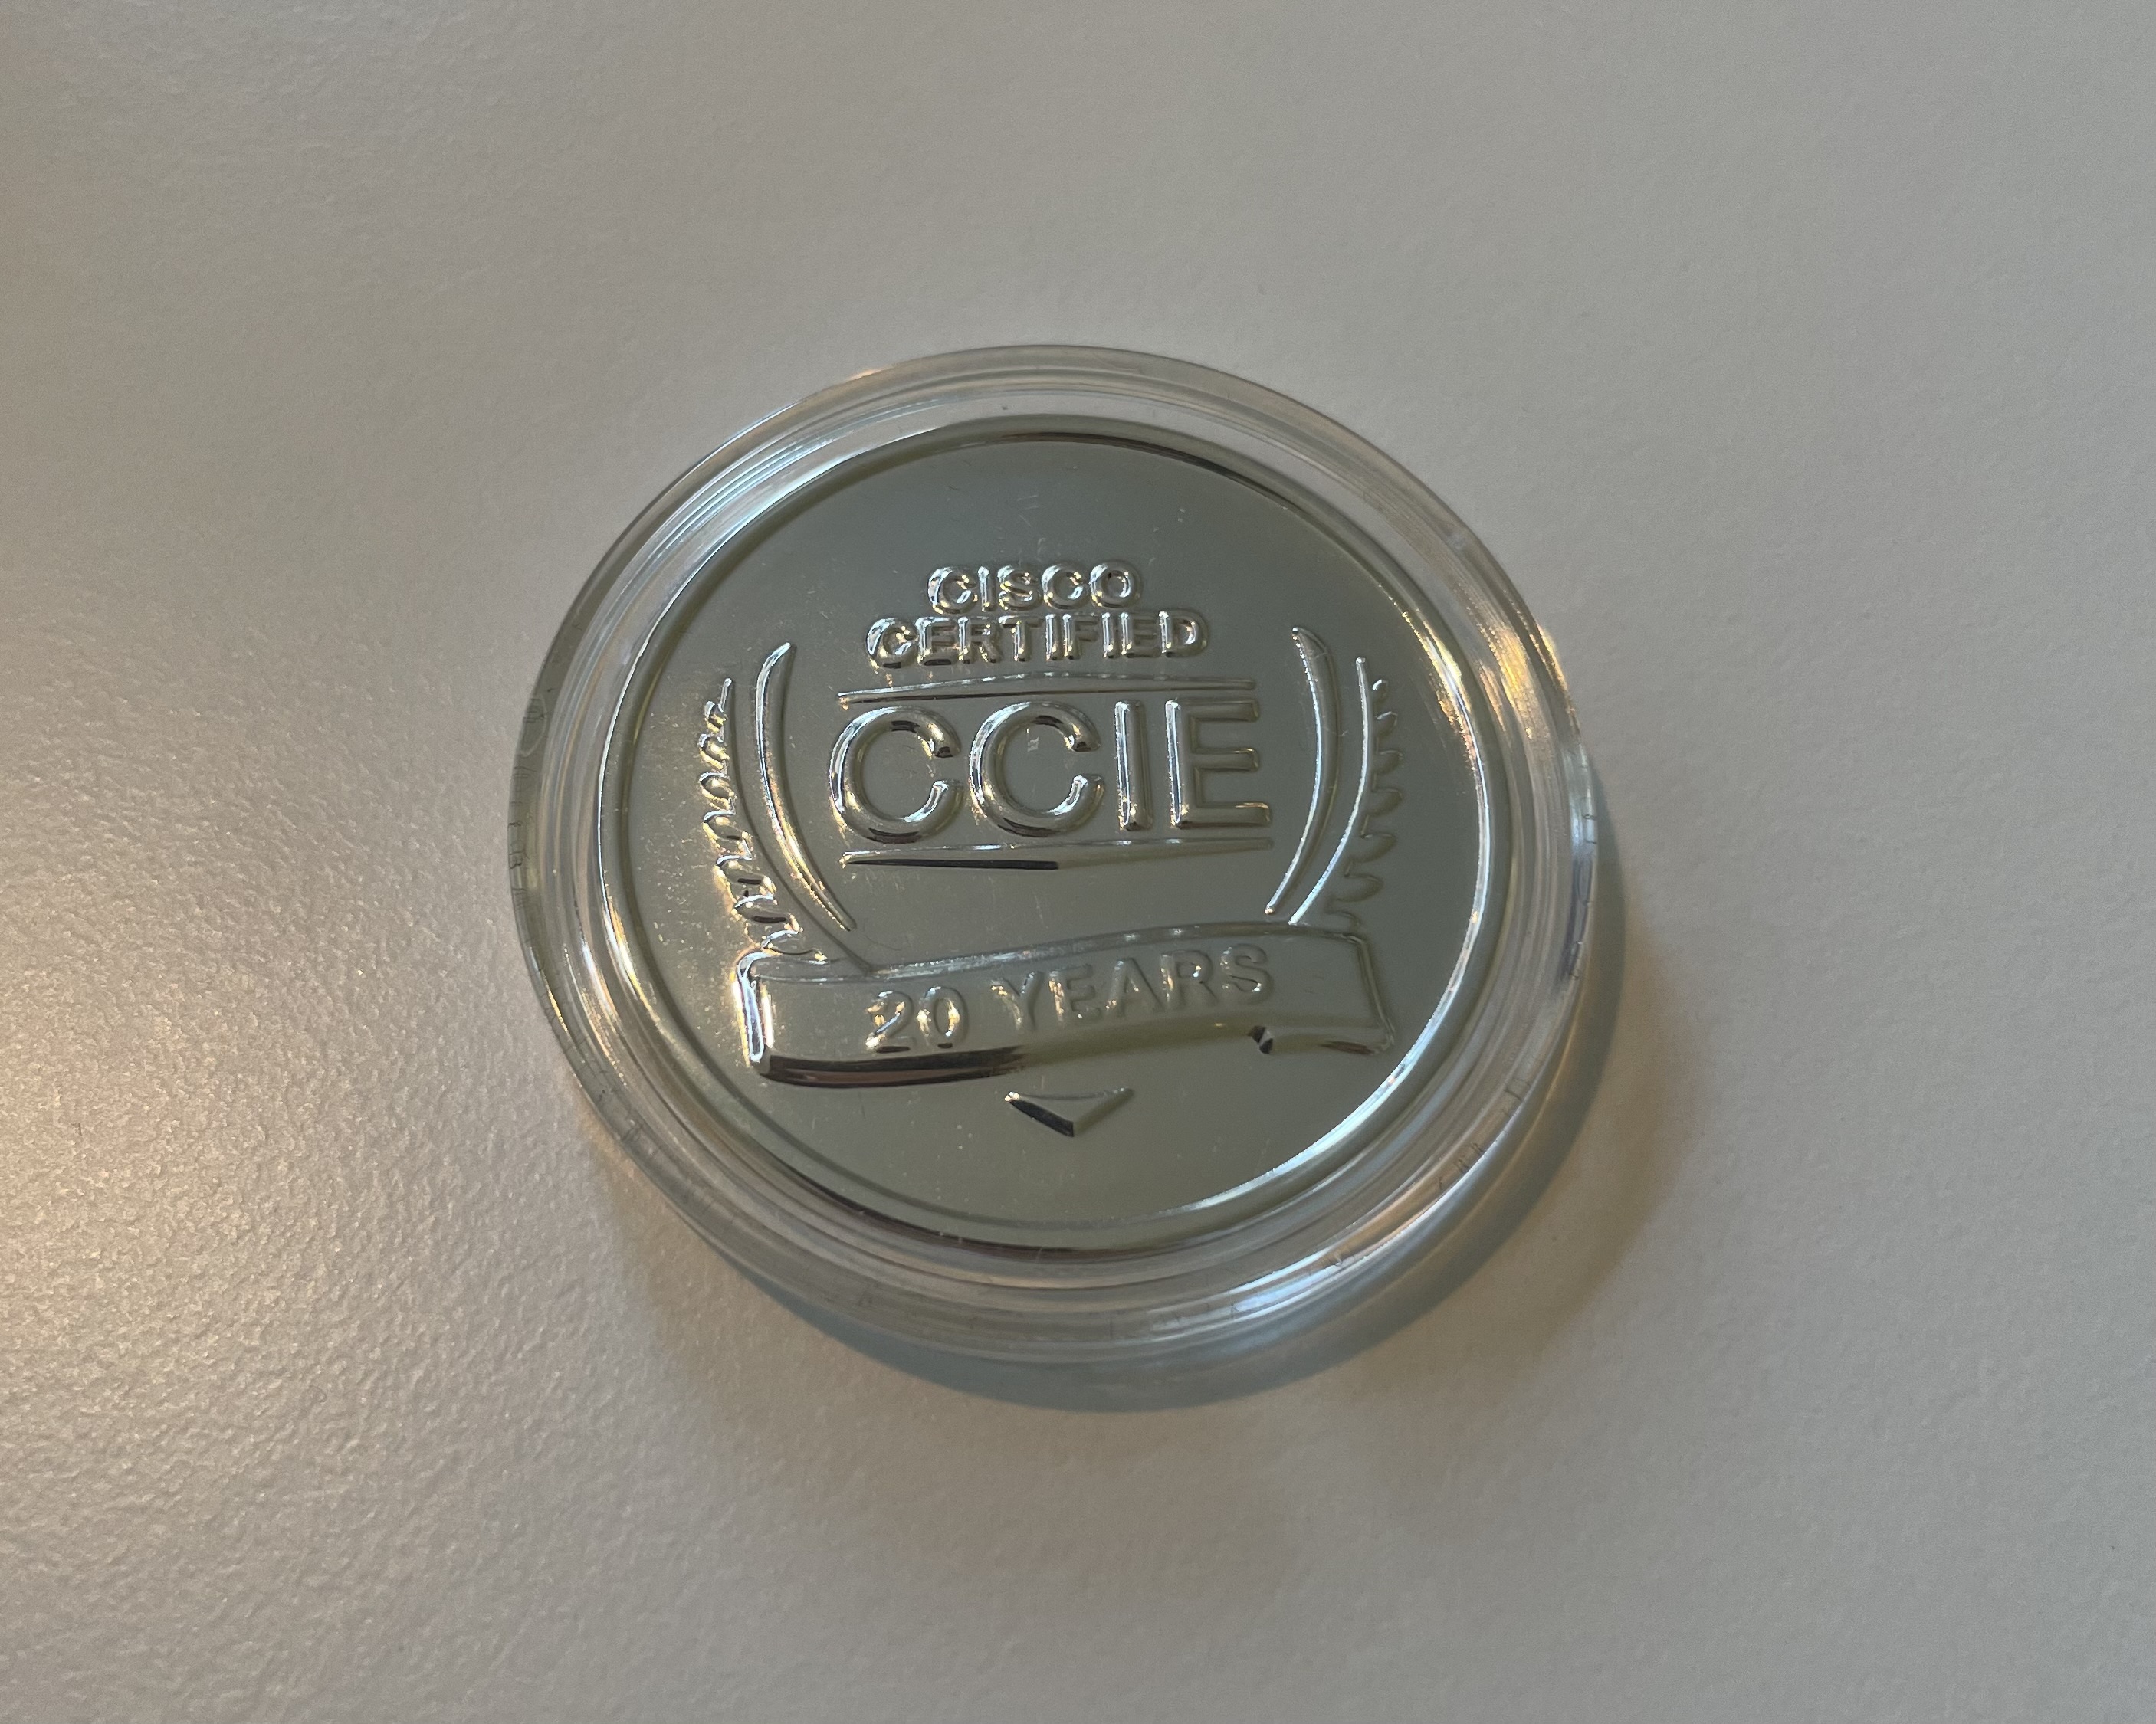 CISCO
CERTIFIED
CCIE
20 YEARS